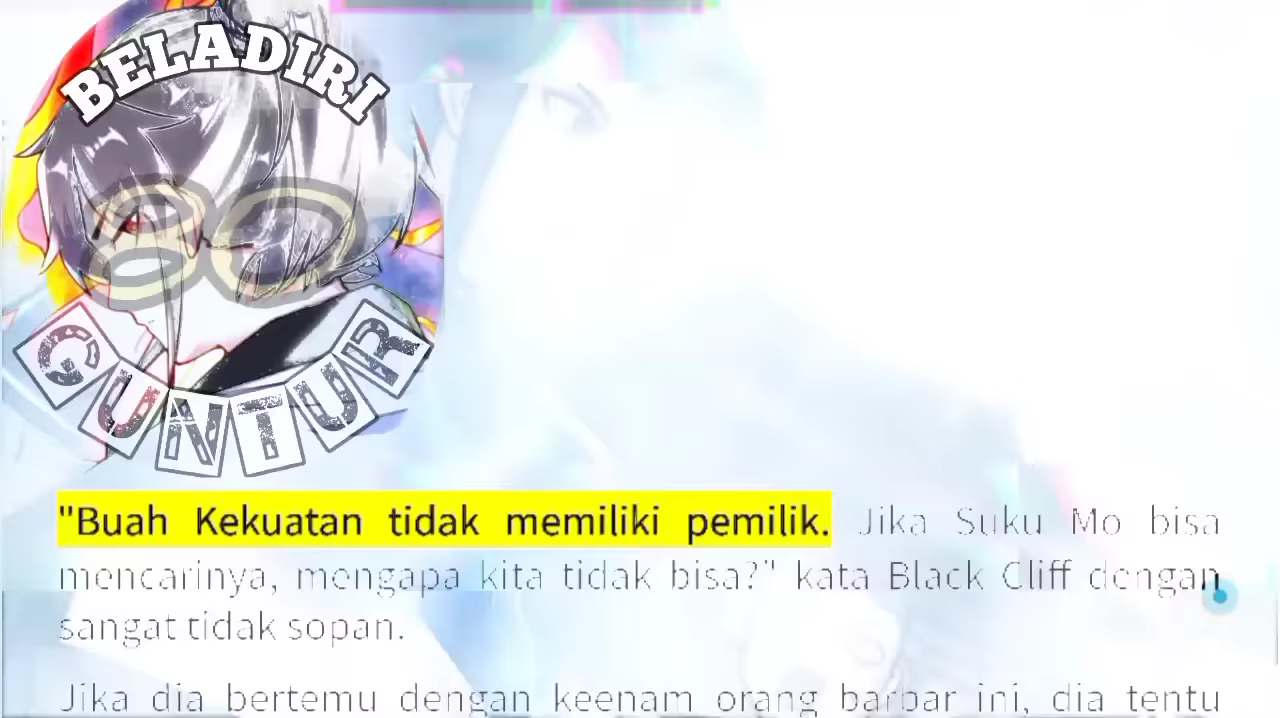 BELADIRI
GUNTUR
"Buah Kekuatan tidak memiliki pemilik. Jika Suku Mo bisa
mencarinya, mengapa kita tidak bisa?" kata Black Cliff dengan
sangat tidak sopan.
Jika dia bertemu dengan keenam orang barbar ini, dia tentu